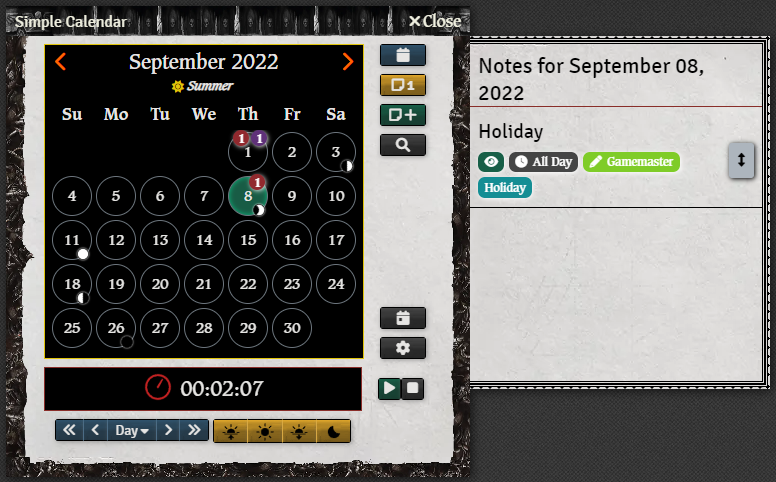 Simple Calendar
Close
September 2022
Summer
Su Mo Tu We Th Fr Sa
1 1
1 2 3
1
4 5 6 7 8 9 10
11 12 13 14 15 16 17
18 19 20 21 22 23 24
25 26 27 28 29 30
00:02:07
Day
1
Notes for September 08,
2022
Holiday
All Day Gamemaster
Holiday